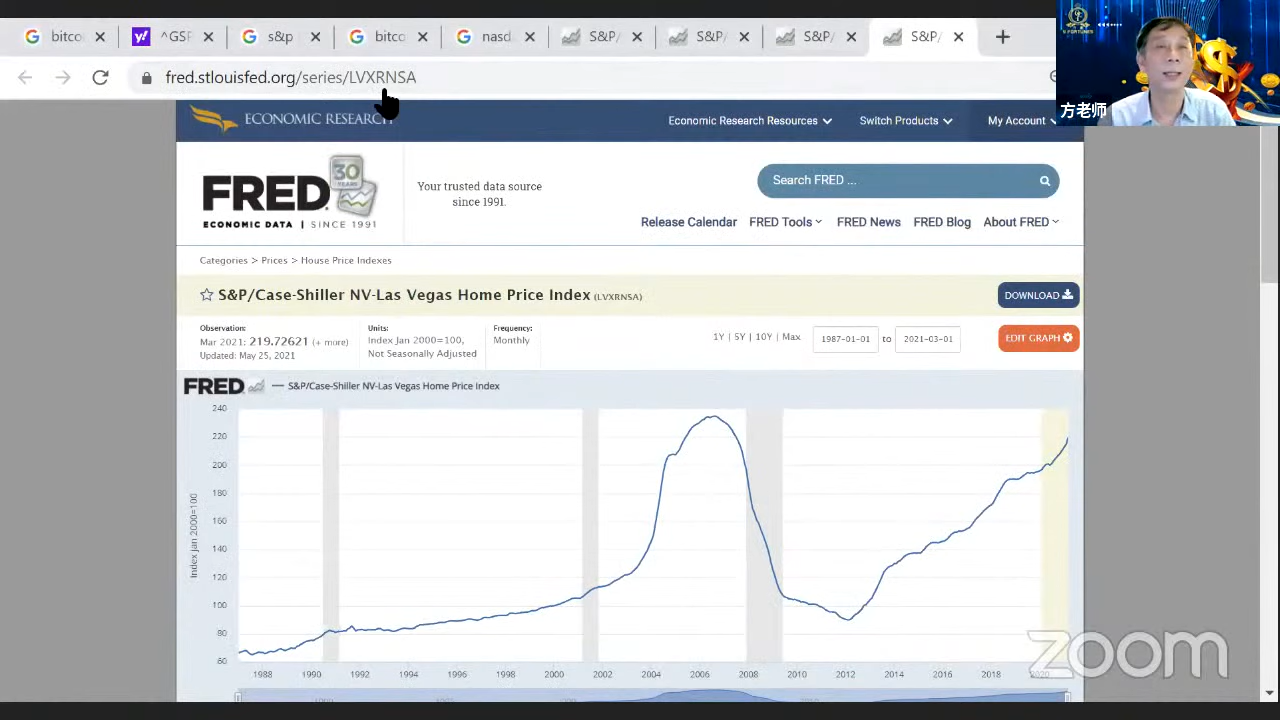 bitco
^GSF
s&p
bitco
nasd
S&P/
S&P/
S&P/
S&P/
fred.stlouisfed.org/series/LVXRNSA
方老师
ECONOMIC RESEARCH
Economic Research Resources
Switch Products
My Account
FRED
30 YEARS
ECONOMIC DATA | SINCE 1991
Your trusted data source
since 1991.
Search FRED ...
Release Calendar
FRED Tools
FRED News
FRED Blog
About FRED
Categories > Prices > House Price Indexes
S&P/Case-Shiller NV-Las Vegas Home Price Index (LVXRNSA)
DOWNLOAD
Observation:
Mar 2021: 219.72621 (+ more)
Updated: May 25, 2021
Units:
Index Jan 2000=100,
Not Seasonally Adjusted
Frequency:
Monthly
1Y | 5Y | 10Y | Max
1987-01-01 to 2021-03-01
EDIT GRAPH
FRED
S&P/Case-Shiller NV-Las Vegas Home Price Index
240
220
200
180
160
140
120
100
80
60
Index Jan 2000=100
1988 1990 1992 1994 1996 1998 2000 2002 2004 2006 2008 2010 2012 2014 2016 2018 2020
zoom